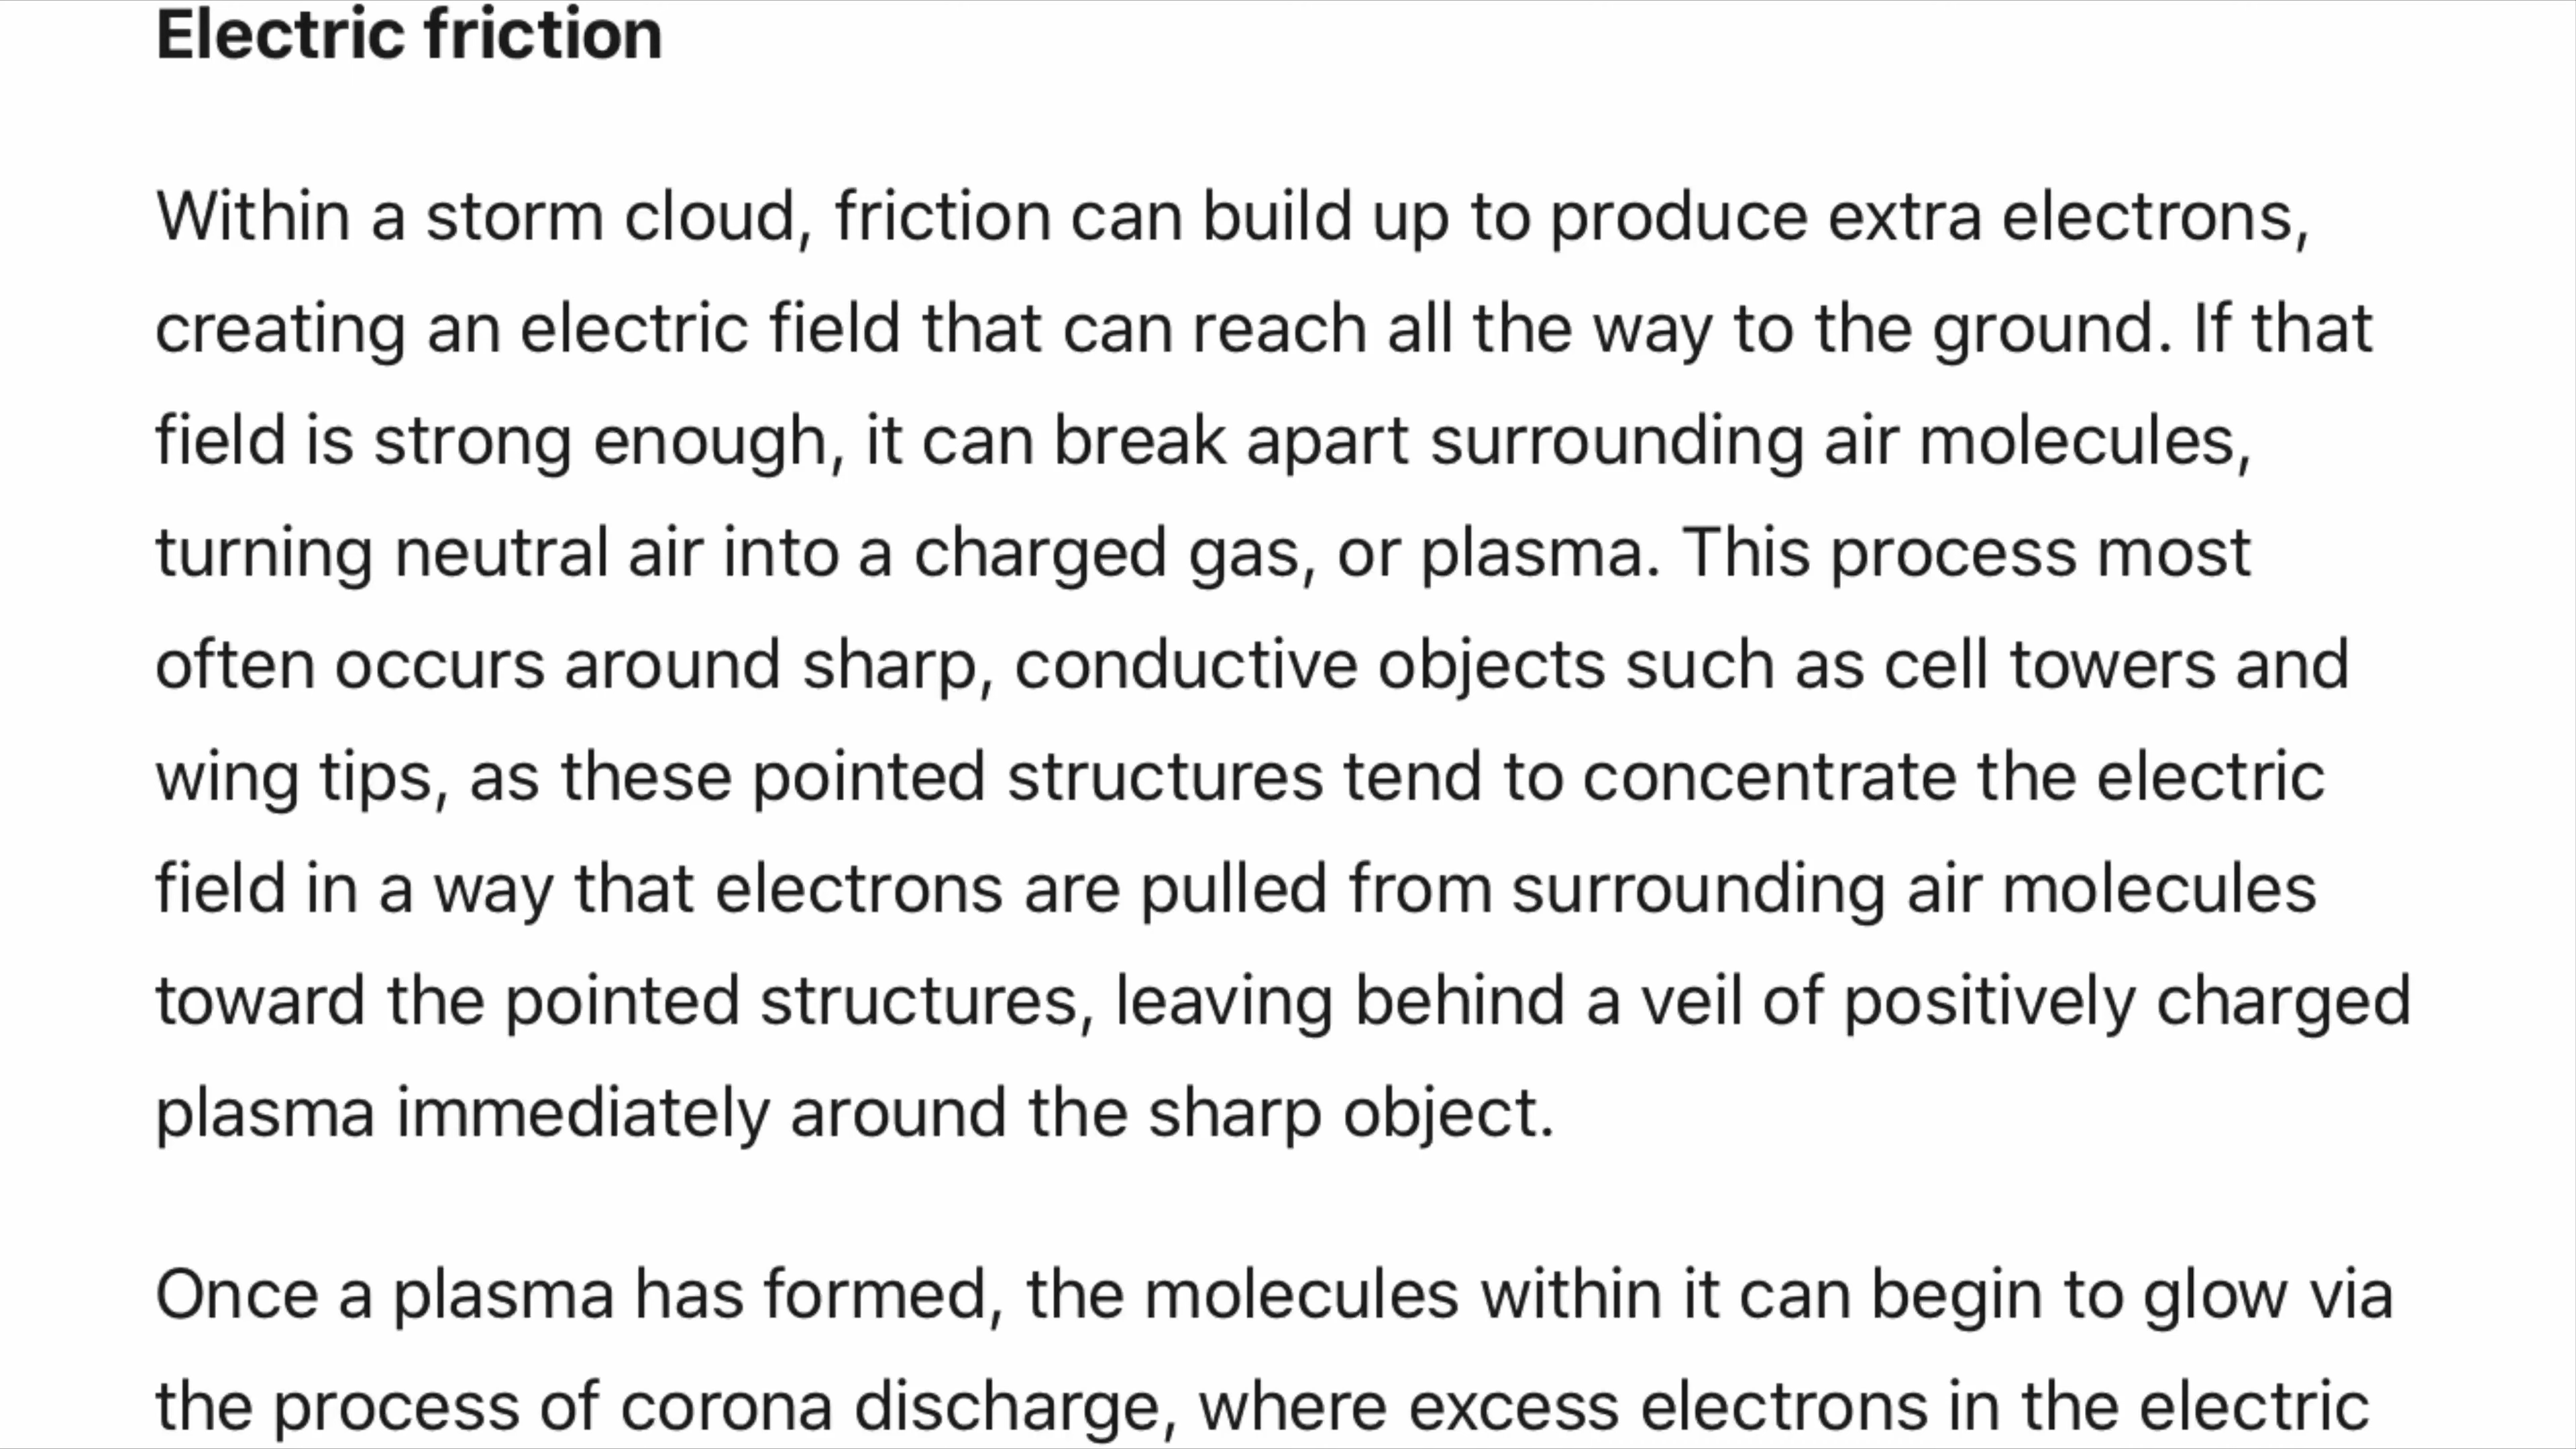 Electric friction
Within a storm cloud, friction can build up to produce extra electrons,
creating an electric field that can reach all the way to the ground. If that
field is strong enough, it can break apart surrounding air molecules,
turning neutral air into a charged gas, or plasma. This process most
often occurs around sharp, conductive objects such as cell towers and
wing tips, as these pointed structures tend to concentrate the electric
field in a way that electrons are pulled from surrounding air molecules
toward the pointed structures, leaving behind a veil of positively charged
plasma immediately around the sharp object.
Once a plasma has formed, the molecules within it can begin to glow via
the process of corona discharge, where excess electrons in the electric